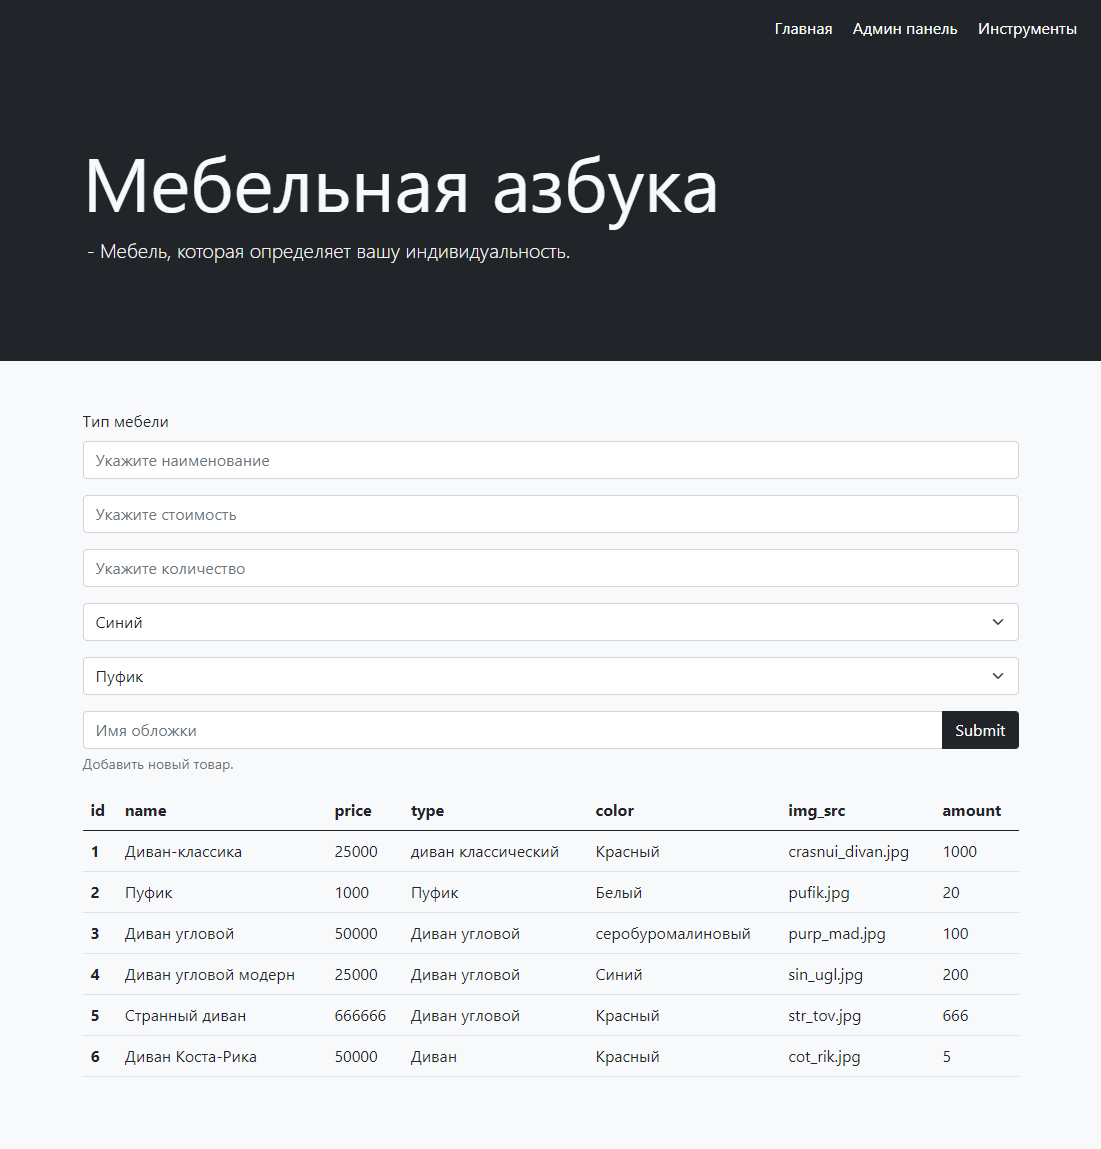 Главная Админ панель Инструменты
Мебельная азбука
- Мебель, которая определяет вашу индивидуальность.
Тип мебели
Укажите наименование
Укажите стоимость
Укажите количество
Синий
Пуфик
Имя обложки Submit
Добавить новый товар.
id name price type color img_src amount
1 Диван-классика 25000 диван классический Красный crasnui_divan.jpg 1000
2 Пуфик 1000 Пуфик Белый pufik.jpg 20
3 Диван угловой 50000 Диван угловой серобуромалиновый purp_mad.jpg 100
4 Диван угловой модерн 25000 Диван угловой Синий sin_ugl.jpg 200
5 Странный диван 666666 Диван угловой Красный str_tov.jpg 666
6 Диван Коста-Рика 50000 Диван Красный cot_rik.jpg 5